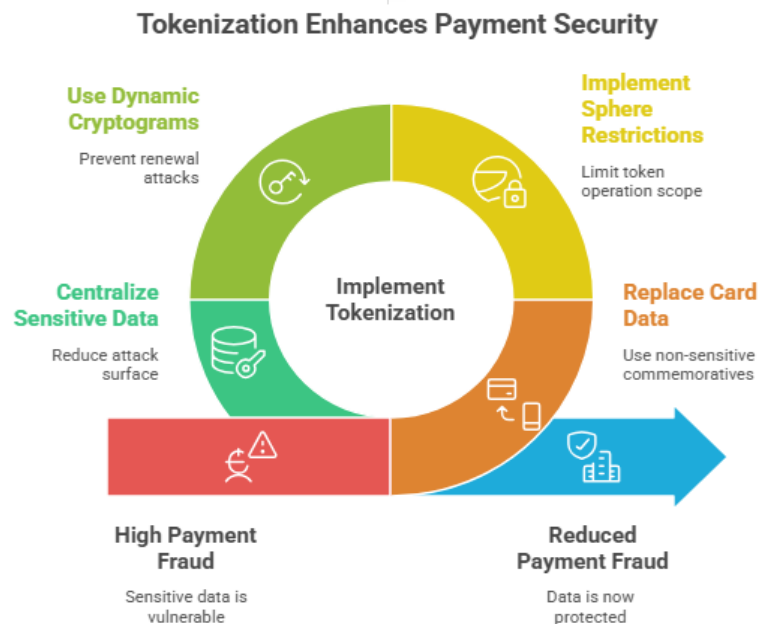 Tokenization Enhances Payment Security
Use Dynamic
Cryptograms
Prevent renewal
attacks
Implement
Sphere
Restrictions
Limit token
operation scope
Centralize
Sensitive Data
Reduce attack
surface
Implement
Tokenization
Replace Card
Data
Use non-sensitive
commemoratives
High Payment
Fraud
Sensitive data is
vulnerable
Reduced
Payment Fraud
Data is now
protected